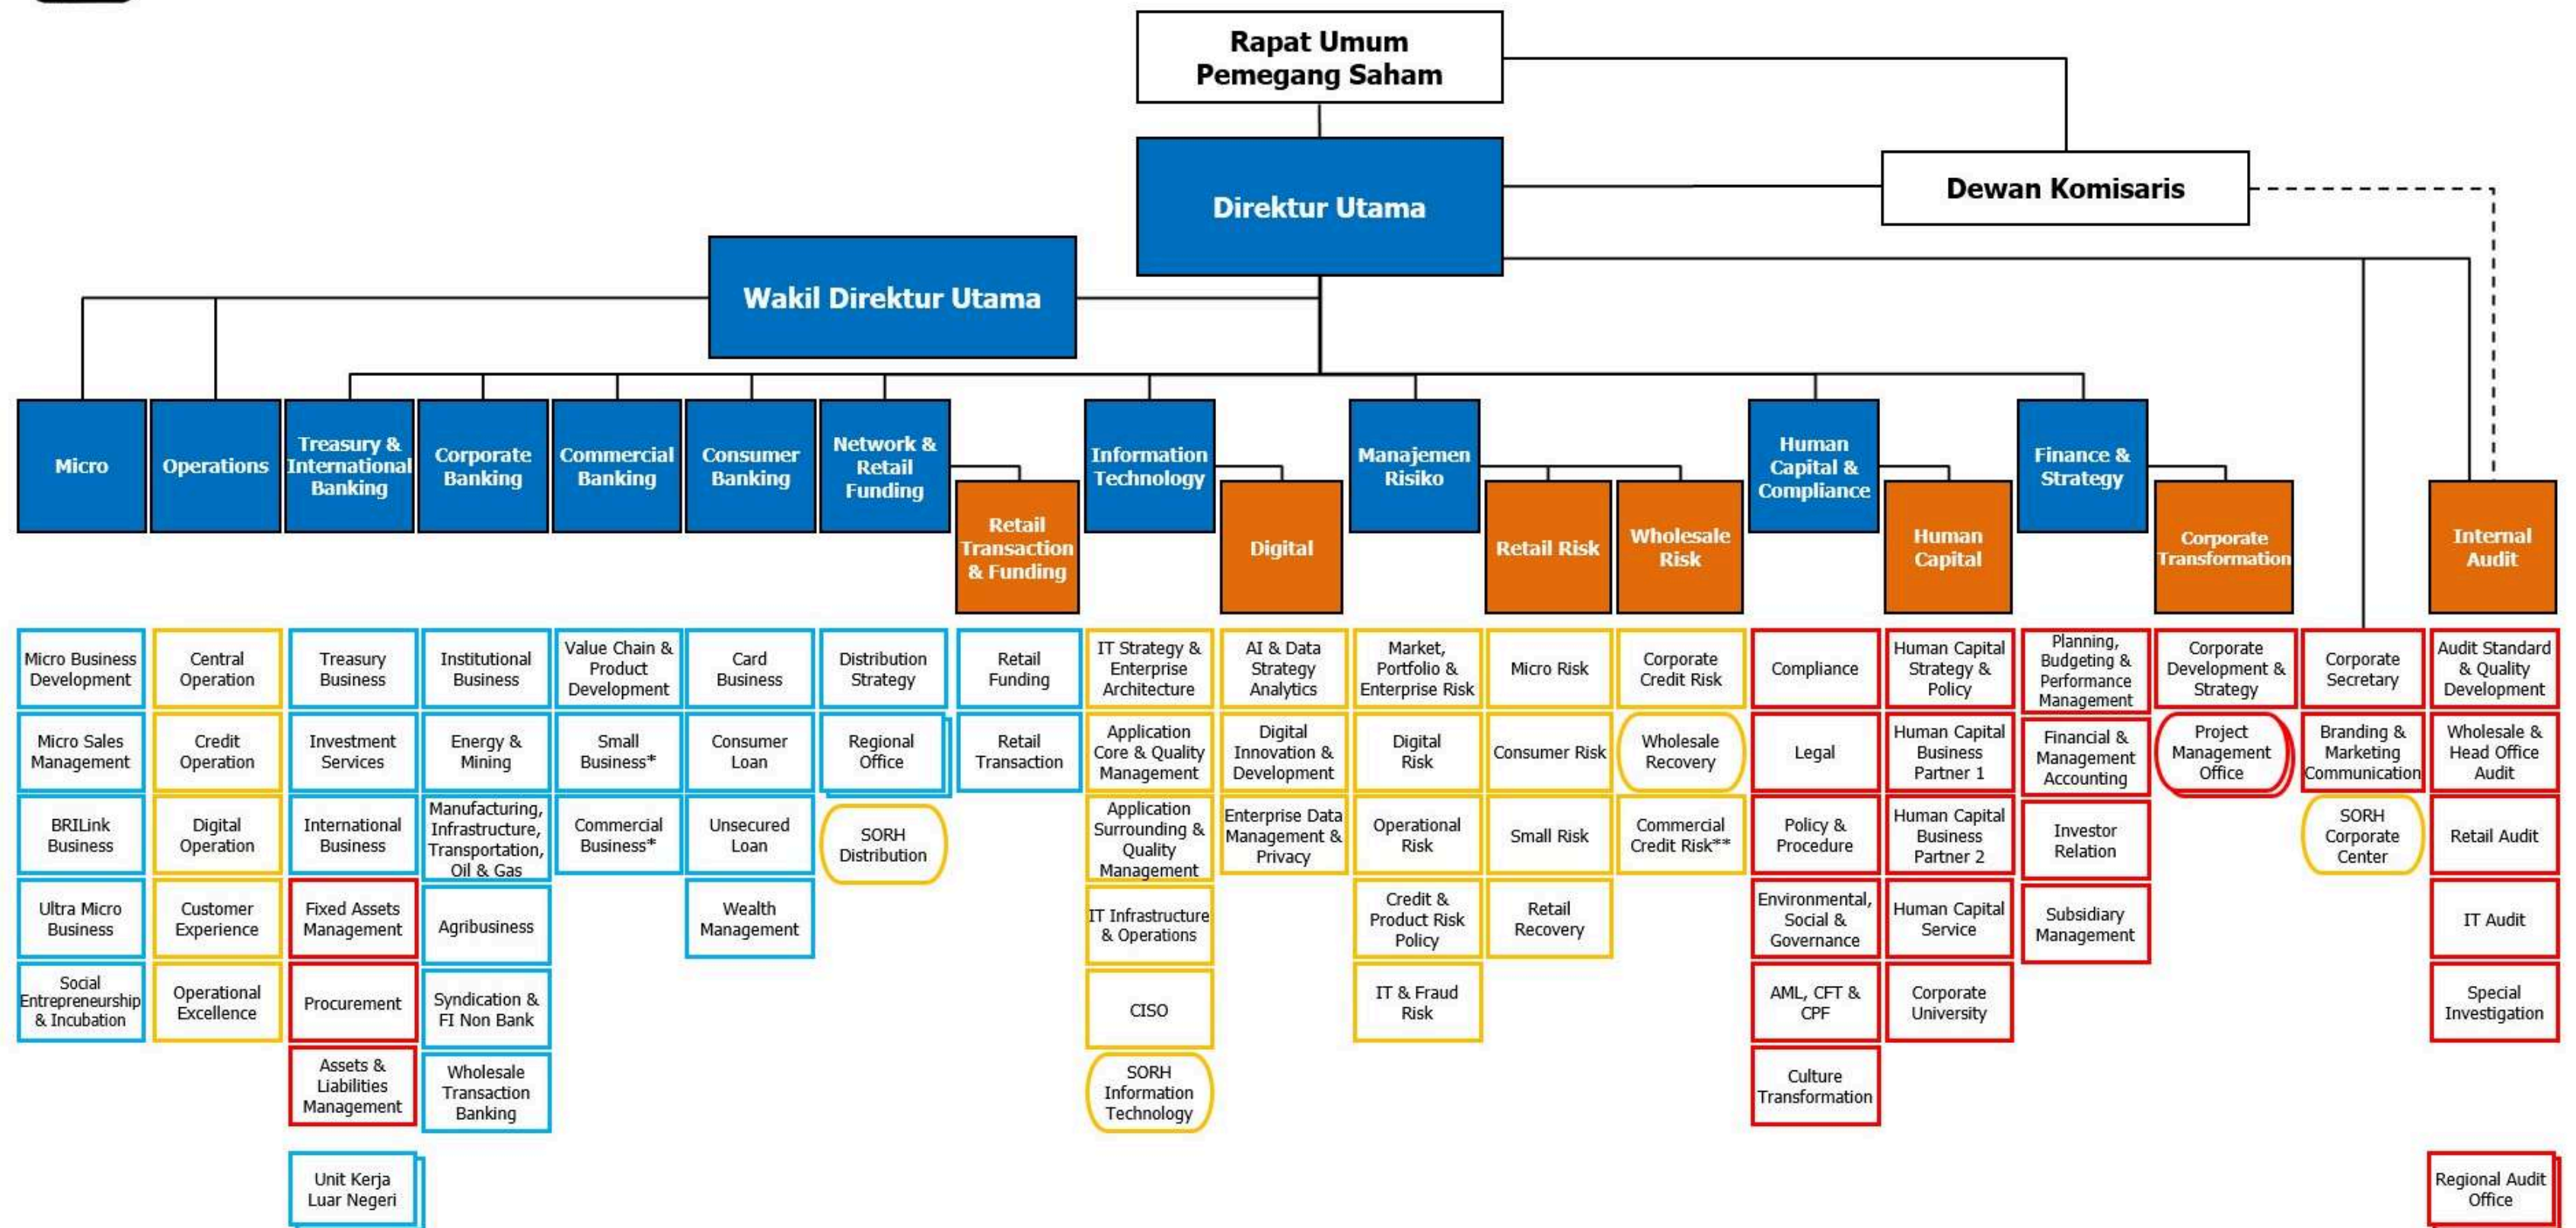 Rapat Umum
Pemegang Saham
Direktur Utama
Dewan Komisaris
Wakil Direktur Utama
Micro
Operations
Treasury &
International
Banking
Corporate
Banking
Commercial
Banking
Consumer
Banking
Network &
Retail
Funding
Retail
Transaction
& Funding
Information
Technology
Digital
Manajemen
Risiko
Retail Risk
Wholesale
Risk
Human
Capital &
Compliance
Human
Capital
Finance &
Strategy
Corporate
Transformation
Internal
Audit
Micro Business
Development
Micro Sales
Management
BRILink
Business
Ultra Micro
Business
Social
Entrepreneurship
& Incubation
Central
Operation
Credit
Operation
Digital
Operation
Customer
Experience
Operational
Excellence
Treasury
Business
Investment
Services
International
Business
Fixed Assets
Management
Procurement
Assets &
Liabilities
Management
Unit Kerja
Luar Negeri
Institutional
Business
Energy &
Mining
Manufacturing,
Infrastructure,
Transportation,
Oil & Gas
Agribusiness
Syndication &
FI Non Bank
Wholesale
Transaction
Banking
Value Chain &
Product
Development
Small
Business*
Commercial
Business*
Card
Business
Consumer
Loan
Unsecured
Loan
Wealth
Management
Distribution
Strategy
Regional
Office
SORH
Distribution
Retail
Funding
Retail
Transaction
IT Strategy &
Enterprise
Architecture
Application
Core & Quality
Management
Application
Surrounding &
Quality
Management
IT Infrastructure
& Operations
CISO
SORH
Information
Technology
AI & Data
Strategy
Analytics
Digital
Innovation &
Development
Enterprise Data
Management &
Privacy
Market,
Portfolio &
Enterprise Risk
Digital
Risk
Operational
Risk
Credit &
Product Risk
Policy
IT & Fraud
Risk
Micro Risk
Consumer Risk
Small Risk
Retail
Recovery
Corporate
Credit Risk
Wholesale
Recovery
Commercial
Credit Risk**
Compliance
Legal
Policy &
Procedure
Environmental,
Social &
Governance
AML, CFT &
CPF
Culture
Transformation
Human Capital
Strategy &
Policy
Human Capital
Business
Partner 1
Human Capital
Business
Partner 2
Human Capital
Service
Corporate
University
Planning,
Budgeting &
Performance
Management
Financial &
Management
Accounting
Investor
Relation
Subsidiary
Management
Corporate
Development &
Strategy
Project
Management
Office
Corporate
Secretary
Branding &
Marketing
Communication
SORH
Corporate
Center
Audit Standard
& Quality
Development
Wholesale &
Head Office
Audit
Retail Audit
IT Audit
Special
Investigation
Regional Audit
Office